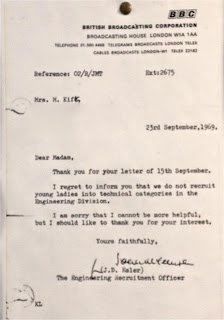 BBC
BRITISH BROADCASTING CORPORATION
BROADCASTING HOUSE LONDON W1A 1AA
TELEPHONE 01-580 4468 TELEGRAMS BROADCASTS LONDON TELEX
CABLES BROADCASTS LONDON-W1 TELEX 22182
Reference: 02/R/JMT Ext:2675
Mrs. H.
23rd September, 1969.
Dear Madam,
Thank you for your letter of 15th September.
I regret to inform you that we do not recruit
young ladies into technical categories in the
Engineering Division.
I am sorry that I cannot be more helpful,
but I should like to thank you for your interest.
Yours faithfully,
(J.B.
The Engineering Recruitment Officer
KL